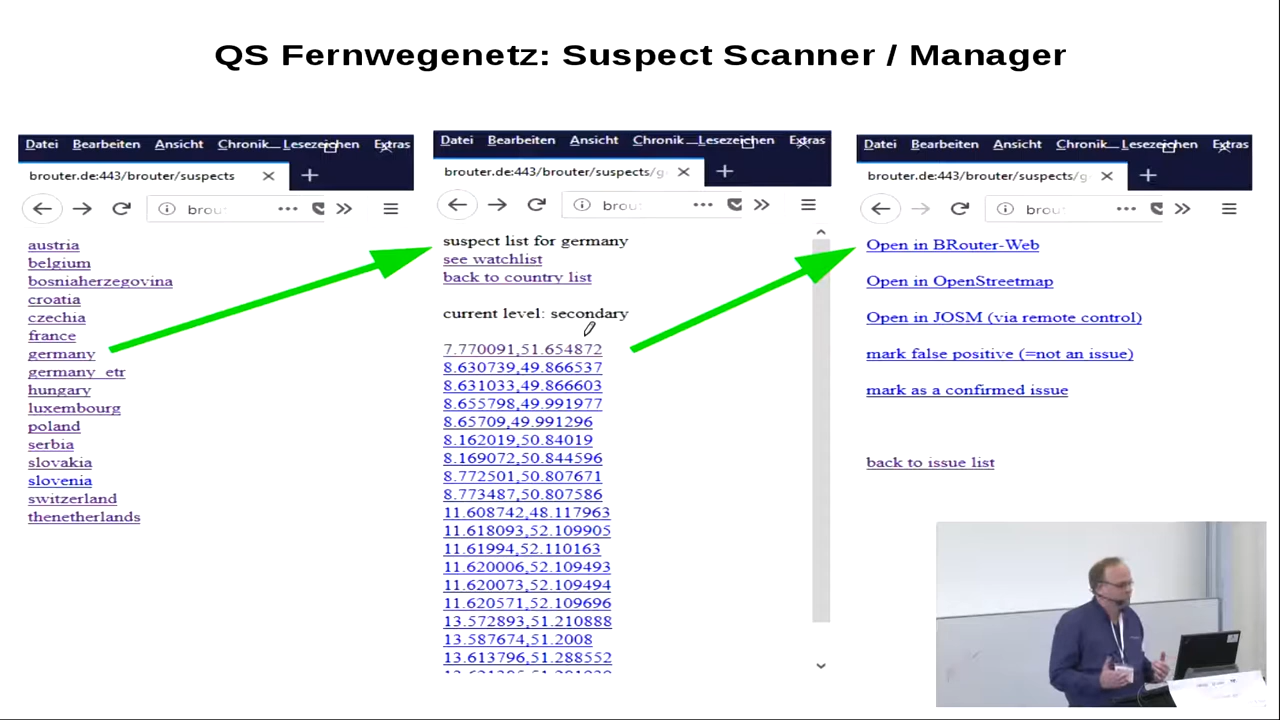 QS Fernwegenetz: Suspect Scanner / Manager
Datei Bearbeiten Ansicht Chronik Lesezeichen Extras
brouter.de:443/brouter/suspects
brou
austria
belgium
bosniaherzegovina
croatia
czechia
france
germany
germany_etr
hungary
luxembourg
poland
serbia
slovakia
slovenia
switzerland
thenetherlands
Datei Bearbeiten Ansicht Chronik Lesezeichen Extras
brouter.de:443/brouter/suspects/g
brou
suspect list for germany
see watchlist
back to country list
current level: secondary
7.770091,51.654872
8.630739,49.866537
8.631033,49.866603
8.655798,49.991977
8.65709,49.991296
8.162019,50.84019
8.169072,50.844596
8.772501,50.807671
8.773487,50.807586
11.608742,48.117963
11.618093,52.109905
11.61994,52.110163
11.620006,52.109493
11.620073,52.109494
11.620571,52.109696
13.572893,51.210888
13.587674,51.2008
13.613796,51.288552
Datei Bearbeiten Ansicht Chronik Lesezeichen Extras
brouter.de:443/brouter/suspects/g
brou
Open in BRouter-Web
Open in OpenStreetmap
Open in JOSM (via remote control)
mark false positive (=not an issue)
mark as a confirmed issue
back to issue list